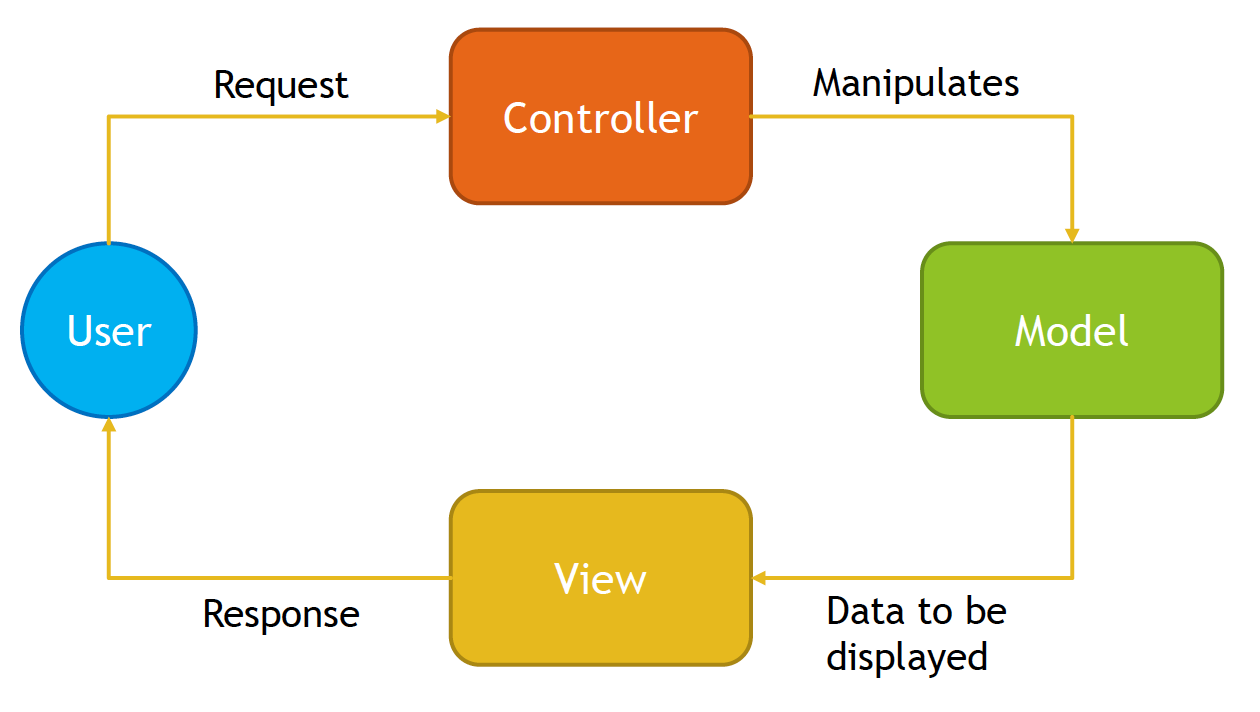 Request
Controller
Manipulates
User
Model
View
Response
Data to be
displayed